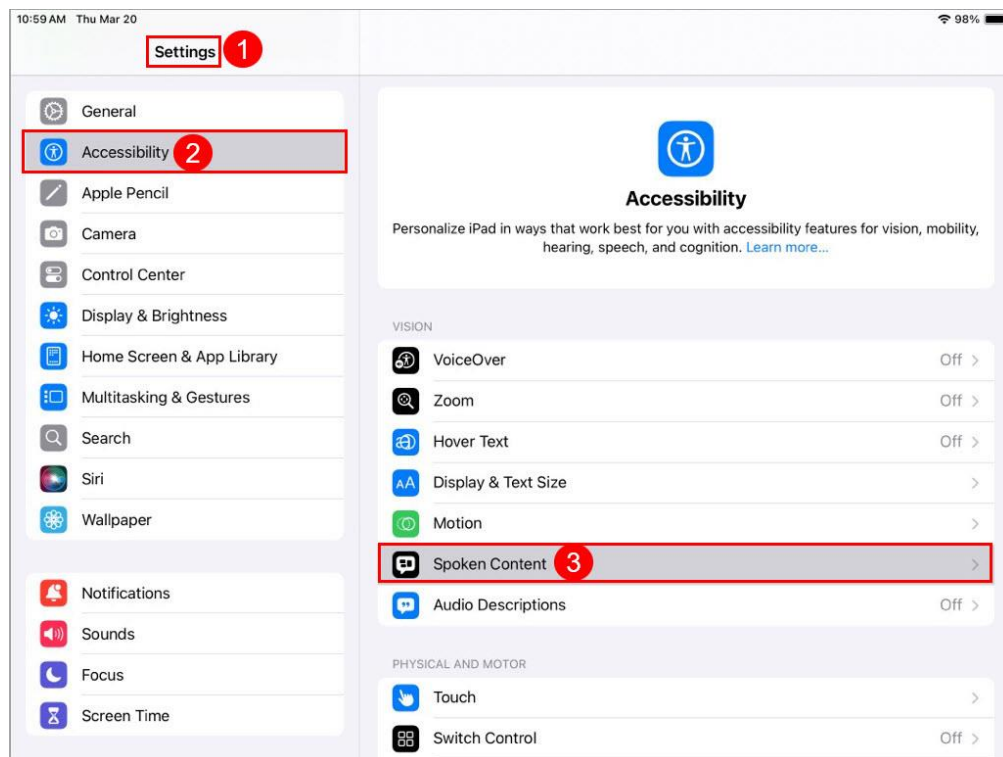 10:59 AM Thu Mar 20
98%
Settings
1
General
Accessibility
2
Apple Pencil
Camera
Control Center
Display & Brightness
Home Screen & App Library
Multitasking & Gestures
Search
Siri
Wallpaper
Notifications
Sounds
Focus
Screen Time
Accessibility
Personalize iPad in ways that work best for you with accessibility features for vision, mobility,
hearing, speech, and cognition. Learn more...
VISION
VoiceOver Off
Zoom Off
Hover Text Off
Display & Text Size
Motion
Spoken Content 3
Audio Descriptions Off
PHYSICAL AND MOTOR
Touch
Switch Control Off